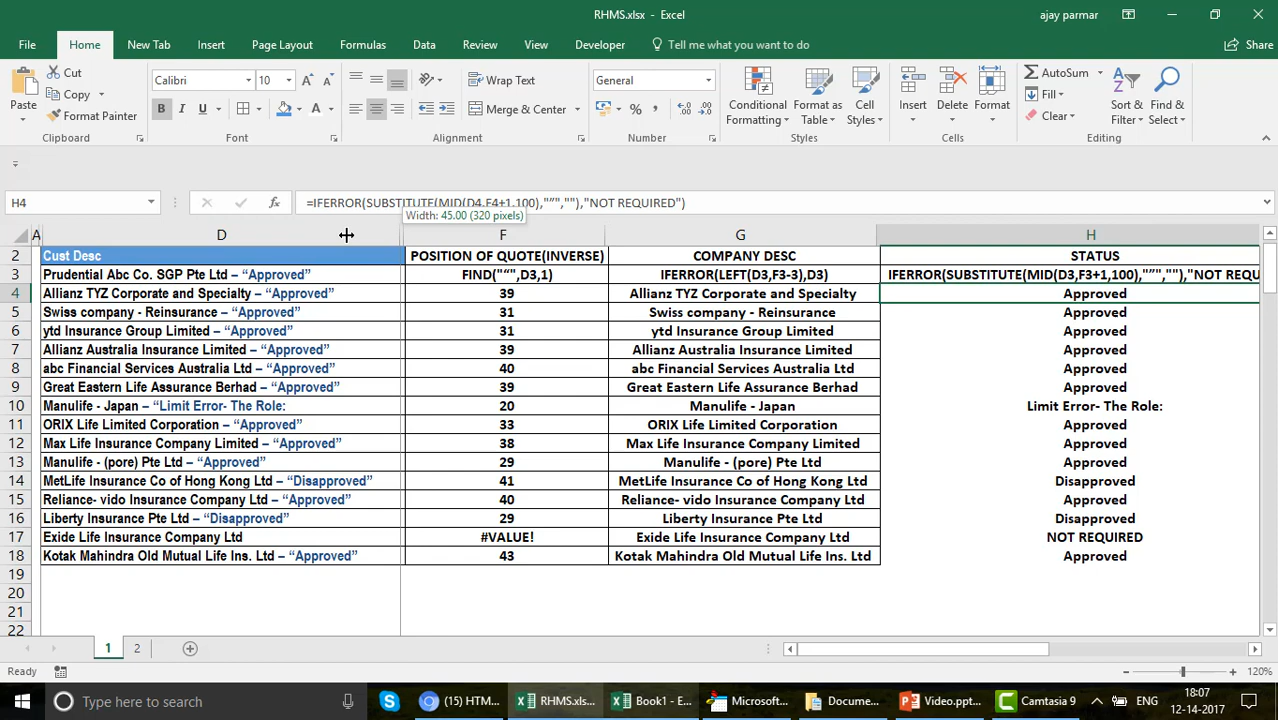 RHMS.xlsx - Excel
ajay parmar
File Home New Tab Insert Page Layout Formulas Data Review View Developer Tell me what you want to do Share
Paste
Cut
Copy
Format Painter
Clipboard
Calibri 10
B I U
Font
Wrap Text
Merge & Center
Alignment
General
Number
Conditional Formatting
Format as Table
Cell Styles
Styles
Insert
Delete
Format
Cells
AutoSum
Fill
Clear
Sort & Filter
Find & Select
Editing
H4
fx
=IFERROR(SUBSTITUTE(MID(D4,F4+1,100),"”",""),"NOT REQUIRED")
Width: 45.00 (320 pixels)
A D F G H
2 Cust Desc POSITION OF QUOTE(INVERSE) COMPANY DESC STATUS
3 Prudential Abc Co. SGP Pte Ltd – “Approved” FIND("“",D3,1) IFERROR(LEFT(D3,F3-3),D3) IFERROR(SUBSTITUTE(MID(D3,F3+1,100),"”",""),"NOT REQU
4 Allianz TYZ Corporate and Specialty – “Approved” 39 Allianz TYZ Corporate and Specialty Approved
5 Swiss company - Reinsurance – “Approved” 31 Swiss company - Reinsurance Approved
6 ytd Insurance Group Limited – “Approved” 31 ytd Insurance Group Limited Approved
7 Allianz Australia Insurance Limited – “Approved” 39 Allianz Australia Insurance Limited Approved
8 abc Financial Services Australia Ltd – “Approved” 40 abc Financial Services Australia Ltd Approved
9 Great Eastern Life Assurance Berhad – “Approved” 39 Great Eastern Life Assurance Berhad Approved
10 Manulife - Japan – “Limit Error- The Role: 20 Manulife - Japan Limit Error- The Role:
11 ORIX Life Limited Corporation – “Approved” 33 ORIX Life Limited Corporation Approved
12 Max Life Insurance Company Limited – “Approved” 38 Max Life Insurance Company Limited Approved
13 Manulife - (pore) Pte Ltd – “Approved” 29 Manulife - (pore) Pte Ltd Approved
14 MetLife Insurance Co of Hong Kong Ltd – “Disapproved” 41 MetLife Insurance Co of Hong Kong Ltd Disapproved
15 Reliance- vido Insurance Company Ltd – “Approved” 40 Reliance- vido Insurance Company Ltd Approved
16 Liberty Insurance Pte Ltd – “Disapproved” 29 Liberty Insurance Pte Ltd Disapproved
17 Exide Life Insurance Company Ltd #VALUE! Exide Life Insurance Company Ltd NOT REQUIRED
18 Kotak Mahindra Old Mutual Life Ins. Ltd – “Approved” 43 Kotak Mahindra Old Mutual Life Ins. Ltd Approved
19
20
21
22
1 2
Ready
120%
Type here to search
(15) HTM...
RHMS.xls...
Book1 - E...
Microsof...
Docume...
Video.ppt...
Camtasia 9
ENG
18:07
12-14-2017